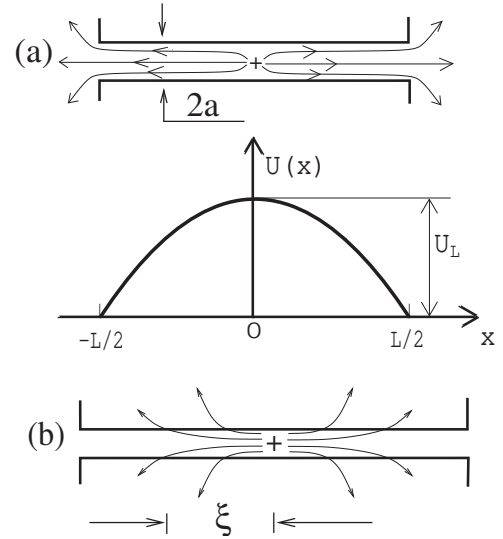 (a)
+
2a
U(x)
U_L
-L/2
O
L/2
x
(b)
+
ξ